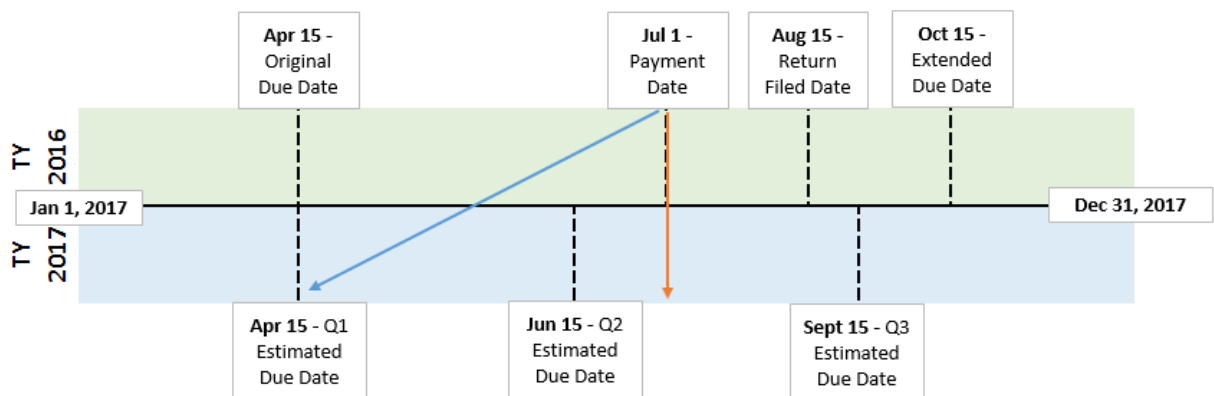 Apr 15 -
Original
Due Date
Jul 1 -
Payment
Date
Aug 15 -
Return
Filed Date
Oct 15 -
Extended
Due Date
TY
2016
Jan 1, 2017
Dec 31, 2017
TY
2017
Apr 15 - Q1
Estimated
Due Date
Jun 15 - Q2
Estimated
Due Date
Sept 15 - Q3
Estimated
Due Date